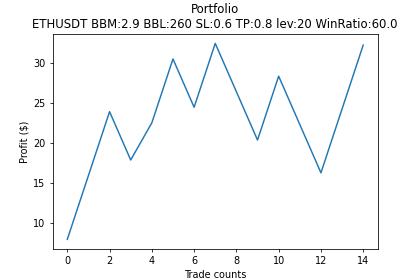 Portfolio
ETHUSDT BBM:2.9 BBL:260 SL:0.6 TP:0.8 lev:20 WinRatio:60.0
Profit ($)
30
25
20
15
10
0 2 4 6 8 10 12 14
Trade counts